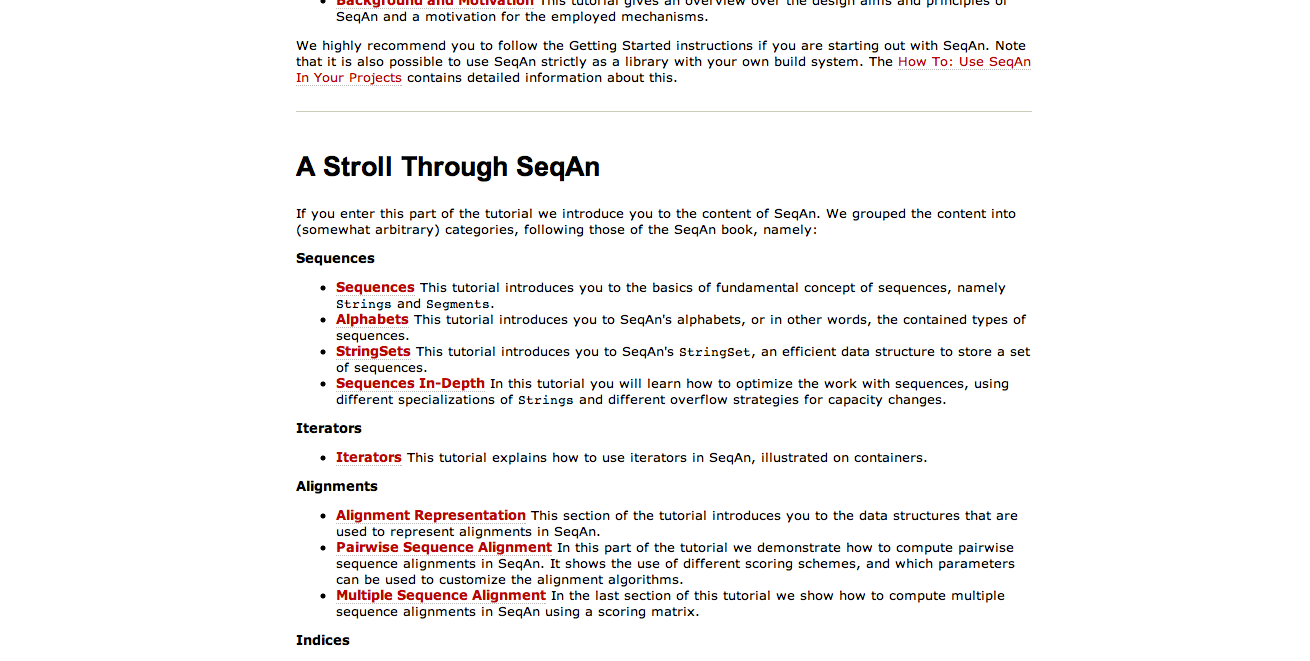 Background and Motivation This tutorial gives an overview over the design aims and principles of
SeqAn and a motivation for the employed mechanisms.
We highly recommend you to follow the Getting Started instructions if you are starting out with SeqAn. Note
that it is also possible to use SeqAn strictly as a library with your own build system. The How To: Use SeqAn
In Your Projects contains detailed information about this.
A Stroll Through SeqAn
If you enter this part of the tutorial we introduce you to the content of SeqAn. We grouped the content into
(somewhat arbitrary) categories, following those of the SeqAn book, namely:
Sequences
• Sequences This tutorial introduces you to the basics of fundamental concept of sequences, namely
Strings and Segments.
• Alphabets This tutorial introduces you to SeqAn's alphabets, or in other words, the contained types of
sequences.
• StringSets This tutorial introduces you to SeqAn's StringSet, an efficient data structure to store a set
of sequences.
• Sequences In-Depth In this tutorial you will learn how to optimize the work with sequences, using
different specializations of Strings and different overflow strategies for capacity changes.
Iterators
• Iterators This tutorial explains how to use iterators in SeqAn, illustrated on containers.
Alignments
• Alignment Representation This section of the tutorial introduces you to the data structures that are
used to represent alignments in SeqAn.
• Pairwise Sequence Alignment In this part of the tutorial we demonstrate how to compute pairwise
sequence alignments in SeqAn. It shows the use of different scoring schemes, and which parameters
can be used to customize the alignment algorithms.
• Multiple Sequence Alignment In the last section of this tutorial we show how to compute multiple
sequence alignments in SeqAn using a scoring matrix.
Indices